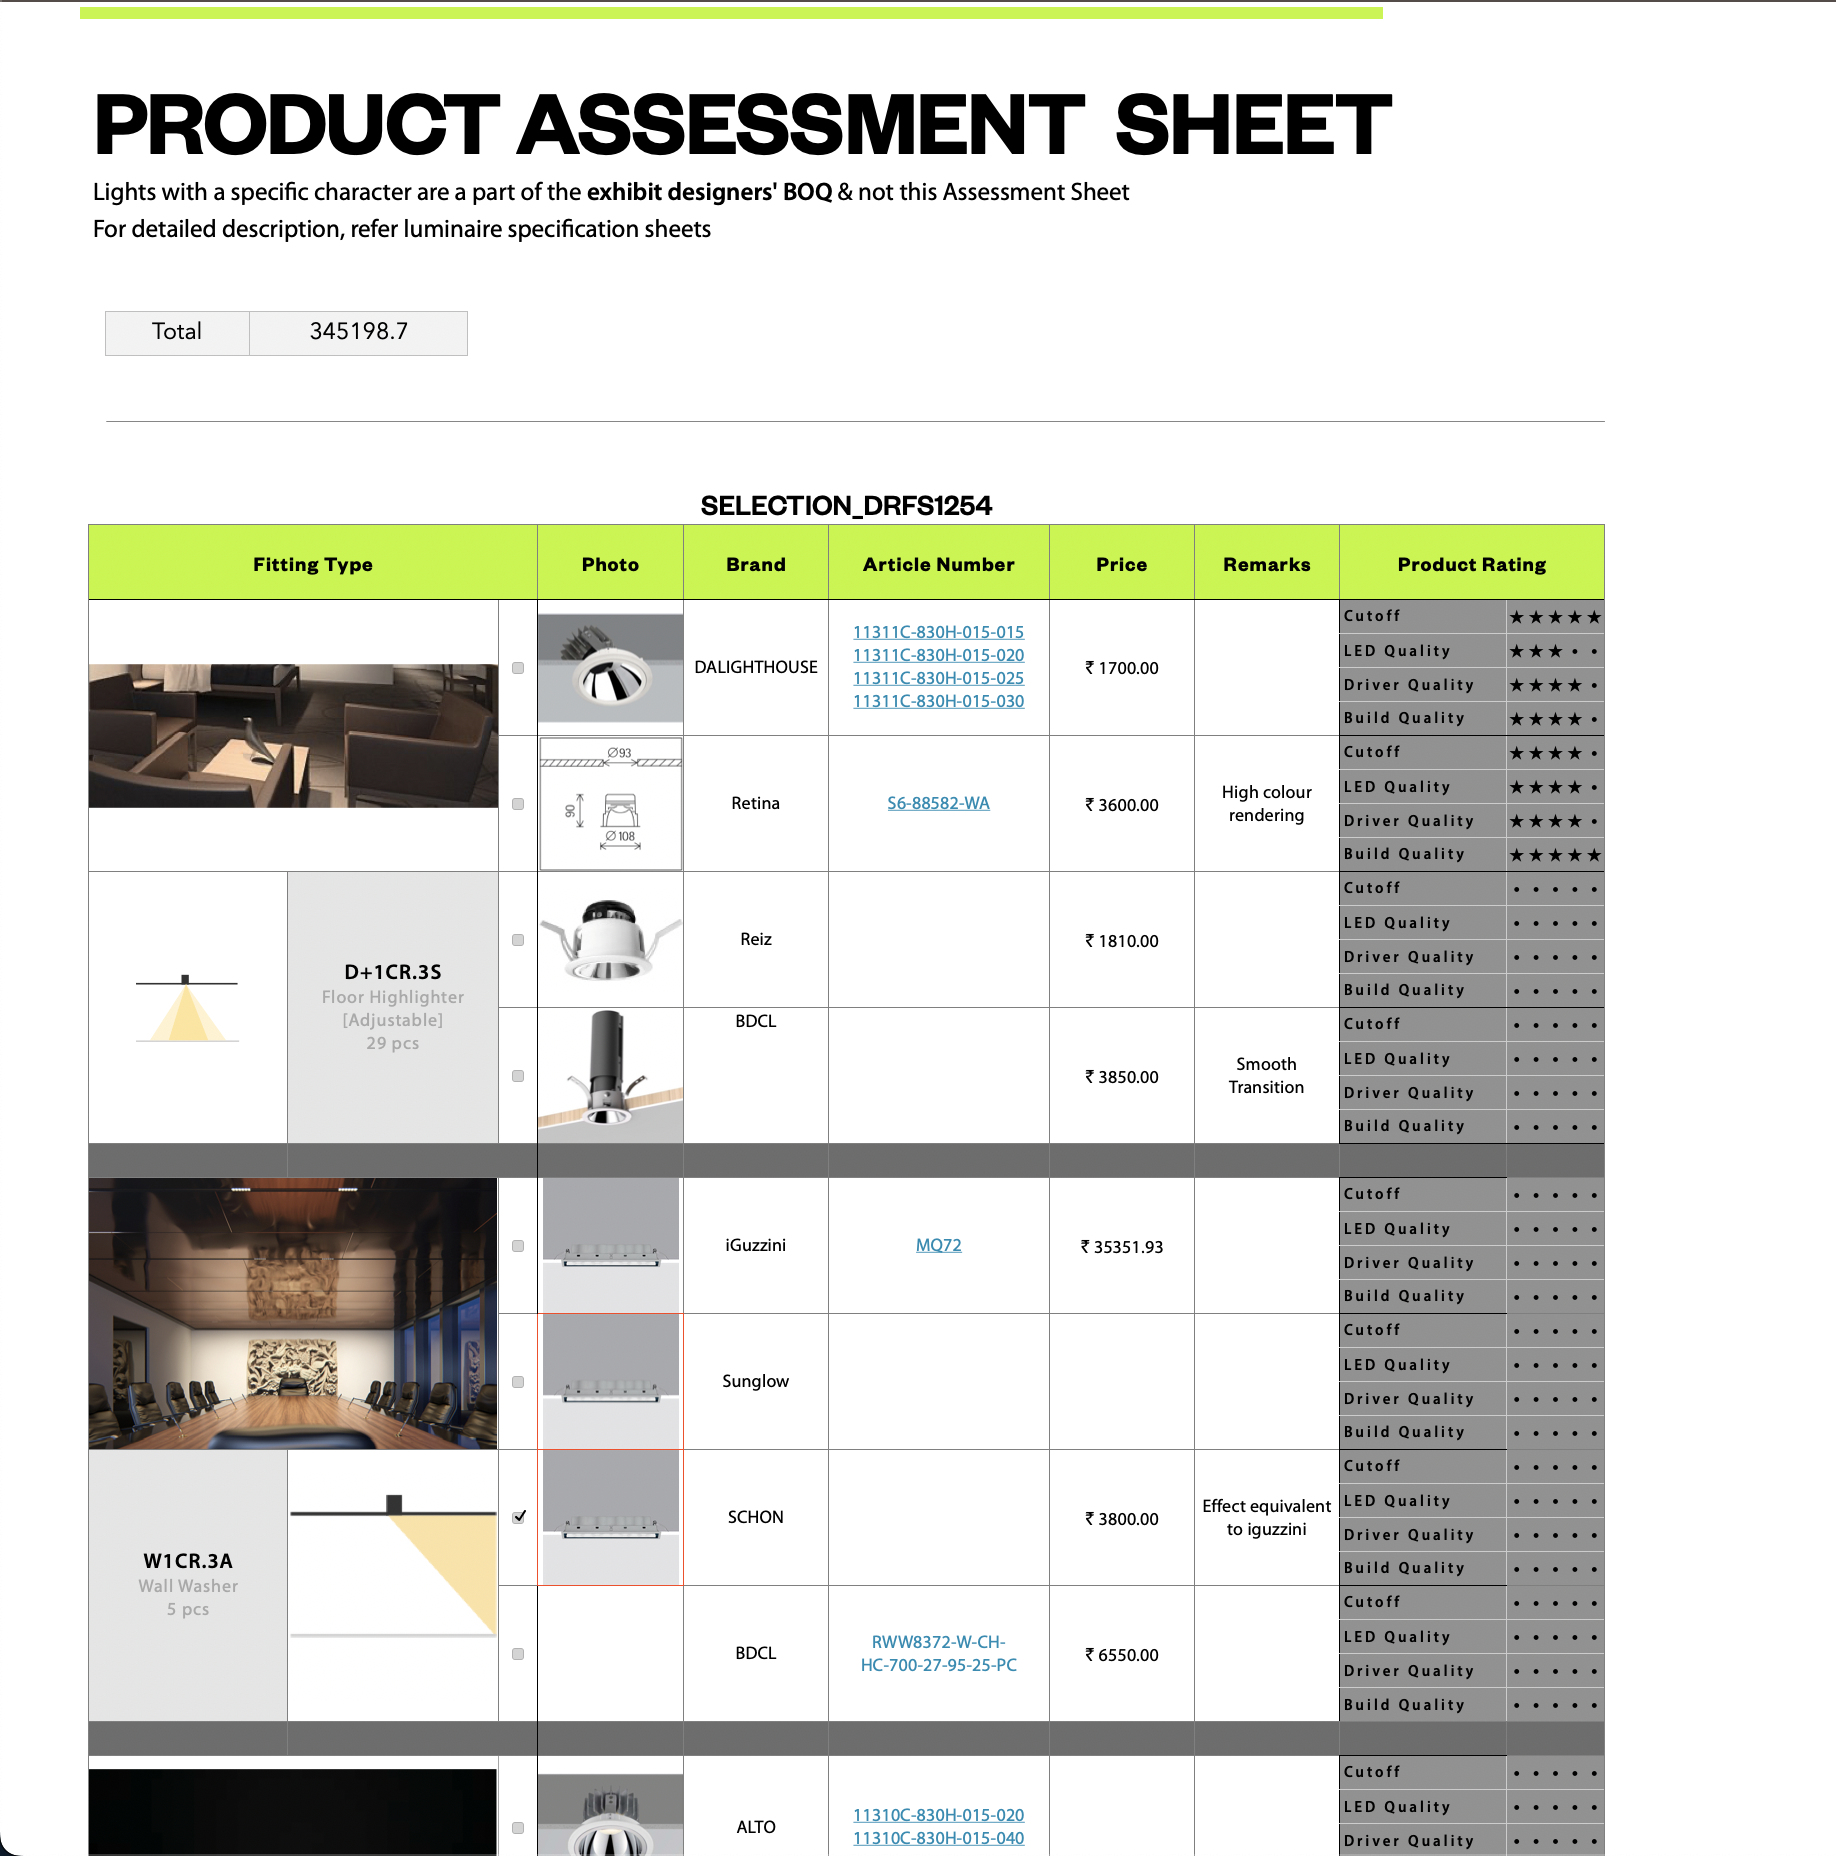 PRODUCT ASSESSMENT SHEET
Lights with a specific character are a part of the exhibit designers' BOQ & not this Assessment Sheet
For detailed description, refer luminaire specification sheets
Total 345198.7
SELECTION_DRFS1254
Fitting Type Photo Brand Article Number Price Remarks Product Rating
DALIGHTHOUSE
11311C-830H-015-015
11311C-830H-015-020
11311C-830H-015-025
11311C-830H-015-030
₹ 1700.00
Cutoff ★★★★★
LED Quality ★★★••
Driver Quality ★★★★•
Build Quality ★★★★•
Ø93
90
Ø108
Retina
S6-88582-WA
₹ 3600.00
High colour
rendering
Cutoff ★★★★•
LED Quality ★★★★•
Driver Quality ★★★★•
Build Quality ★★★★★
D+1CR.3S
Floor Highlighter
[Adjustable]
29 pcs
Reiz
₹ 1810.00
Cutoff •••••
LED Quality •••••
Driver Quality •••••
Build Quality •••••
BDCL
₹ 3850.00
Smooth
Transition
Cutoff •••••
LED Quality •••••
Driver Quality •••••
Build Quality •••••
iGuzzini
MQ72
₹ 35351.93
Cutoff •••••
LED Quality •••••
Driver Quality •••••
Build Quality •••••
Sunglow
Cutoff •••••
LED Quality •••••
Driver Quality •••••
Build Quality •••••
W1CR.3A
Wall Washer
5 pcs
SCHON
₹ 3800.00
Effect equivalent
to iguzzini
Cutoff •••••
LED Quality •••••
Driver Quality •••••
Build Quality •••••
BDCL
RWW8372-W-CH-
HC-700-27-95-25-PC
₹ 6550.00
Cutoff •••••
LED Quality •••••
Driver Quality •••••
Build Quality •••••
ALTO
11310C-830H-015-020
11310C-830H-015-040
Cutoff •••••
LED Quality •••••
Driver Quality •••••